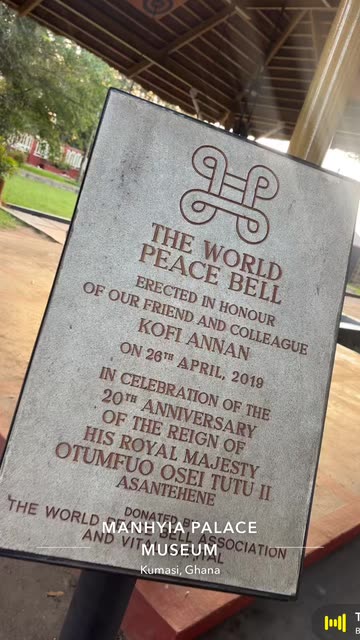 THE WORLD
PEACE BELL
ERECTED IN HONOUR
OF OUR FRIEND AND COLLEAGUE
KOFI ANNAN
ON 26TH APRIL, 2019
IN CELEBRATION OF THE
20TH ANNIVERSARY
OF THE REIGN OF
HIS ROYAL MAJESTY
OTUMFUO OSEI TUTU II
ASANTEHENE
DONATED
THE WORLD BELL ASSOCIATION
AND VITAL
MANHYIA PALACE
MUSEUM
Kumasi, Ghana